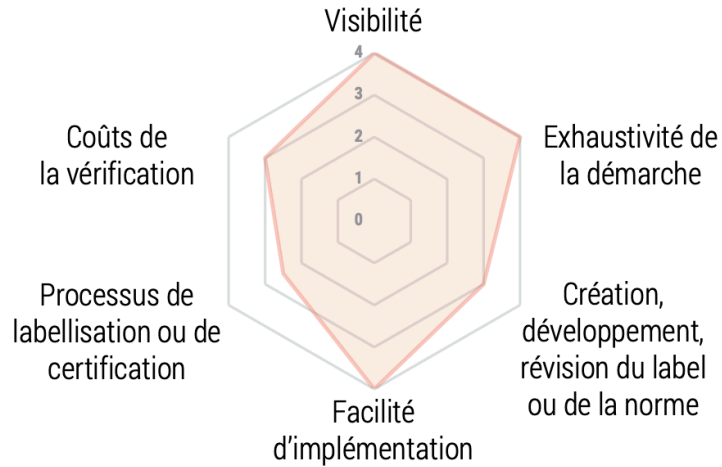 Visibilité
4
3
2
1
0
Exhaustivité de
la démarche
Création,
développement,
révision du label
ou de la norme
Facilité
d'implémentation
Processus de
labellisation ou de
certification
Coûts de
la vérification